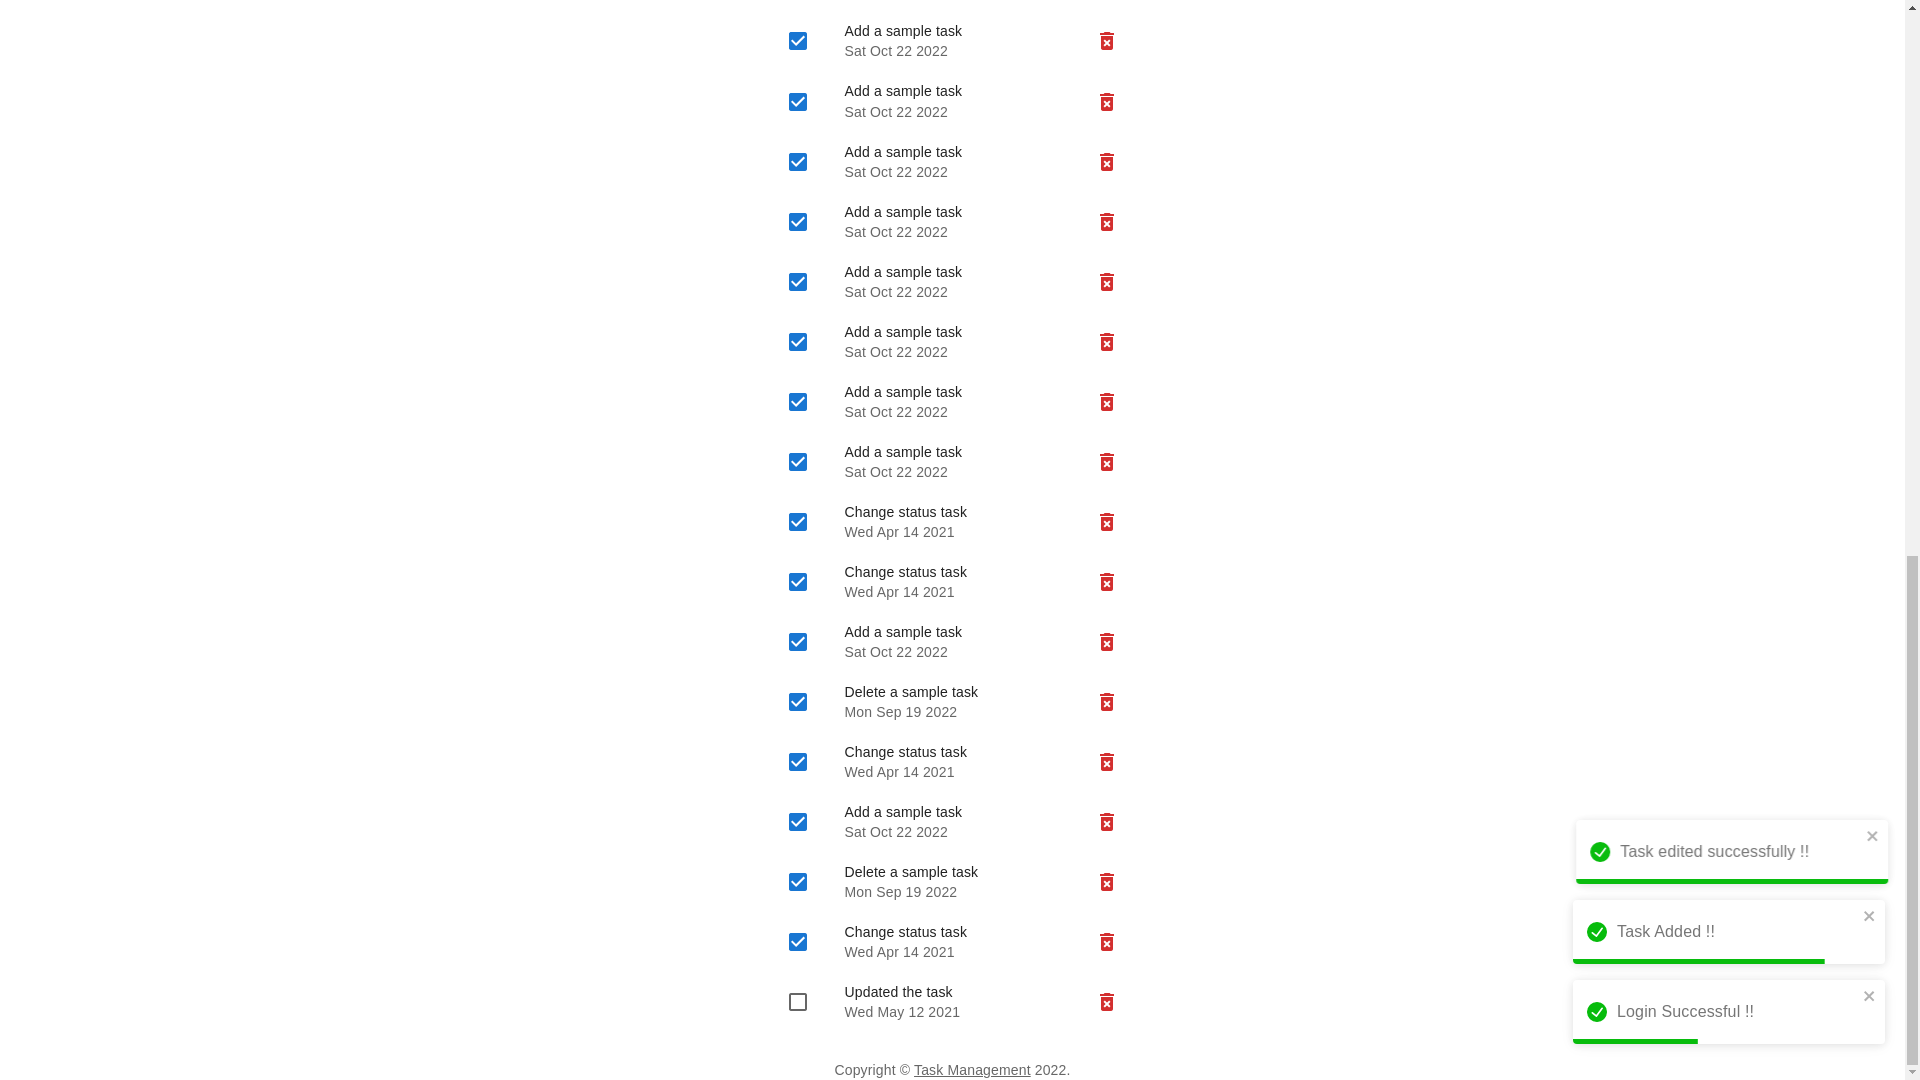 Add a sample task
Sat Oct 22 2022
Add a sample task
Sat Oct 22 2022
Add a sample task
Sat Oct 22 2022
Add a sample task
Sat Oct 22 2022
Add a sample task
Sat Oct 22 2022
Add a sample task
Sat Oct 22 2022
Add a sample task
Sat Oct 22 2022
Add a sample task
Sat Oct 22 2022
Change status task
Wed Apr 14 2021
Change status task
Wed Apr 14 2021
Add a sample task
Sat Oct 22 2022
Delete a sample task
Mon Sep 19 2022
Change status task
Wed Apr 14 2021
Add a sample task
Sat Oct 22 2022
Delete a sample task
Mon Sep 19 2022
Change status task
Wed Apr 14 2021
Updated the task
Wed May 12 2021
Copyright © Task Management 2022.
Task edited successfully !!
Task Added !!
Login Successful !!